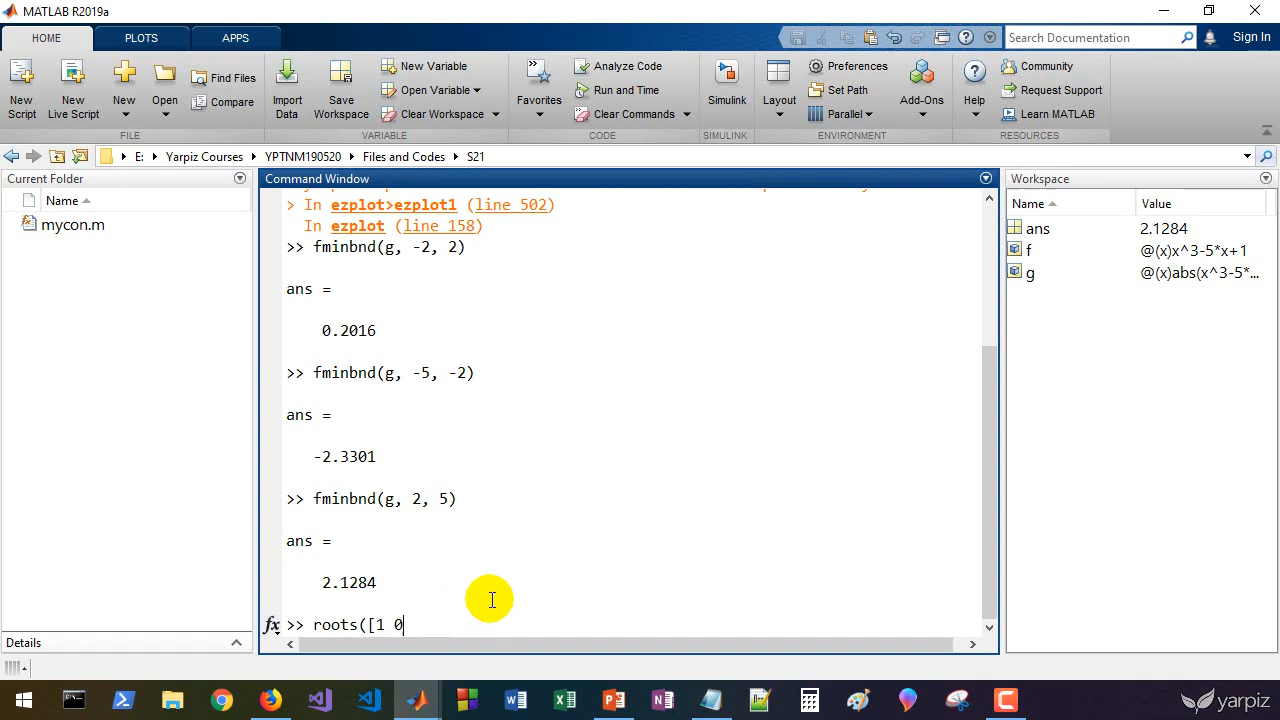 MATLAB R2019a
HOME PLOTS APPS
Search Documentation
Sign In
New Script
New Live Script
New
Open
Find Files
Compare
FILE
Import Data
Save Workspace
New Variable
Open Variable
Clear Workspace
VARIABLE
Favorites
Analyze Code
Run and Time
Clear Commands
CODE
Simulink
SIMULINK
Layout
Preferences
Set Path
Parallel
Add-Ons
ENVIRONMENT
Help
Community
Request Support
Learn MATLAB
RESOURCES
E: Yarpiz Courses YPTNM190520 Files and Codes S21
Current Folder
Name
mycon.m
Details
Command Window
> In ezplot>ezplot1 (line 502)
In ezplot (line 158)
>> fminbnd(g, -2, 2)
ans =
0.2016
>> fminbnd(g, -5, -2)
ans =
-2.3301
>> fminbnd(g, 2, 5)
ans =
2.1284
fx >> roots([1 0
Workspace
Name Value
ans 2.1284
f @(x)x^3-5*x+1
g @(x)abs(x^3-5*...
yarpiz